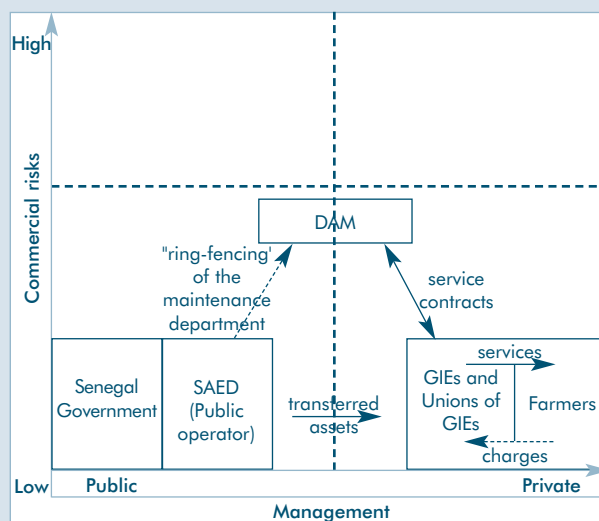 High
Commercial risks
DAM
"ring-fencing'
of the
maintenance
department
service
contracts
Senegal
Government
SAED
(Public
operator)
transferred
assets
GIEs and
Unions of
GIEs
services
Farmers
charges
Low
Public
Private
Management